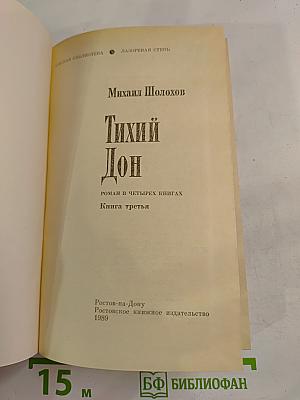 БИБЛИОТЕКА ЛАЗОРЕВАЯ СТЕПЬ
Михаил Шолохов
Тихий
Дон
РОМАН В ЧЕТЫРЕХ КНИГАХ
Книга третья
Ростов-на-Дону
Ростовское книжное издательство
1989
15 м
БФ БИБЛИОФАН